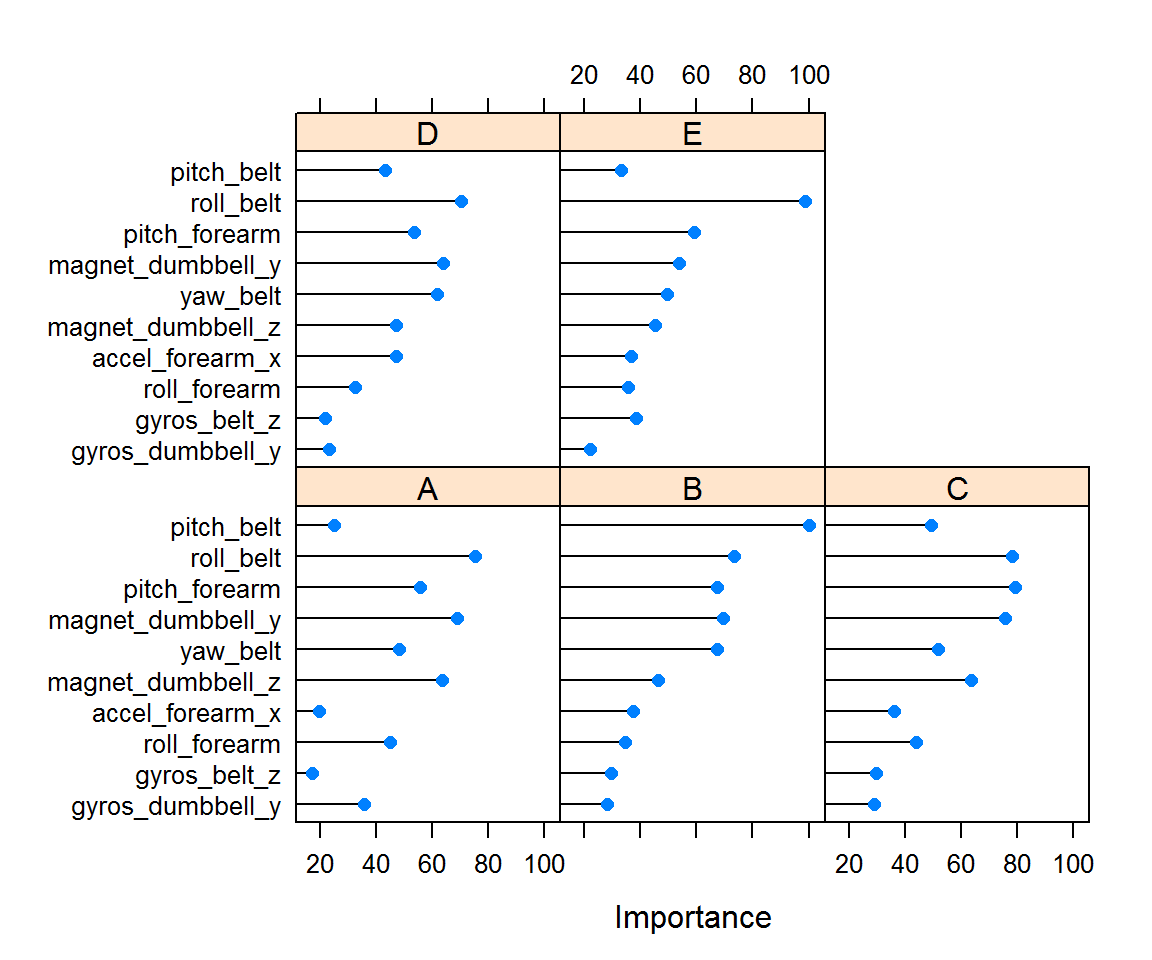 20 40 60 80 100
D E
pitch_belt
roll_belt
pitch_forearm
magnet_dumbbell_y
yaw_belt
magnet_dumbbell_z
accel_forearm_x
roll_forearm
gyros_belt_z
gyros_dumbbell_y
A B C
pitch_belt
roll_belt
pitch_forearm
magnet_dumbbell_y
yaw_belt
magnet_dumbbell_z
accel_forearm_x
roll_forearm
gyros_belt_z
gyros_dumbbell_y
20 40 60 80 100 20 40 60 80 100
Importance